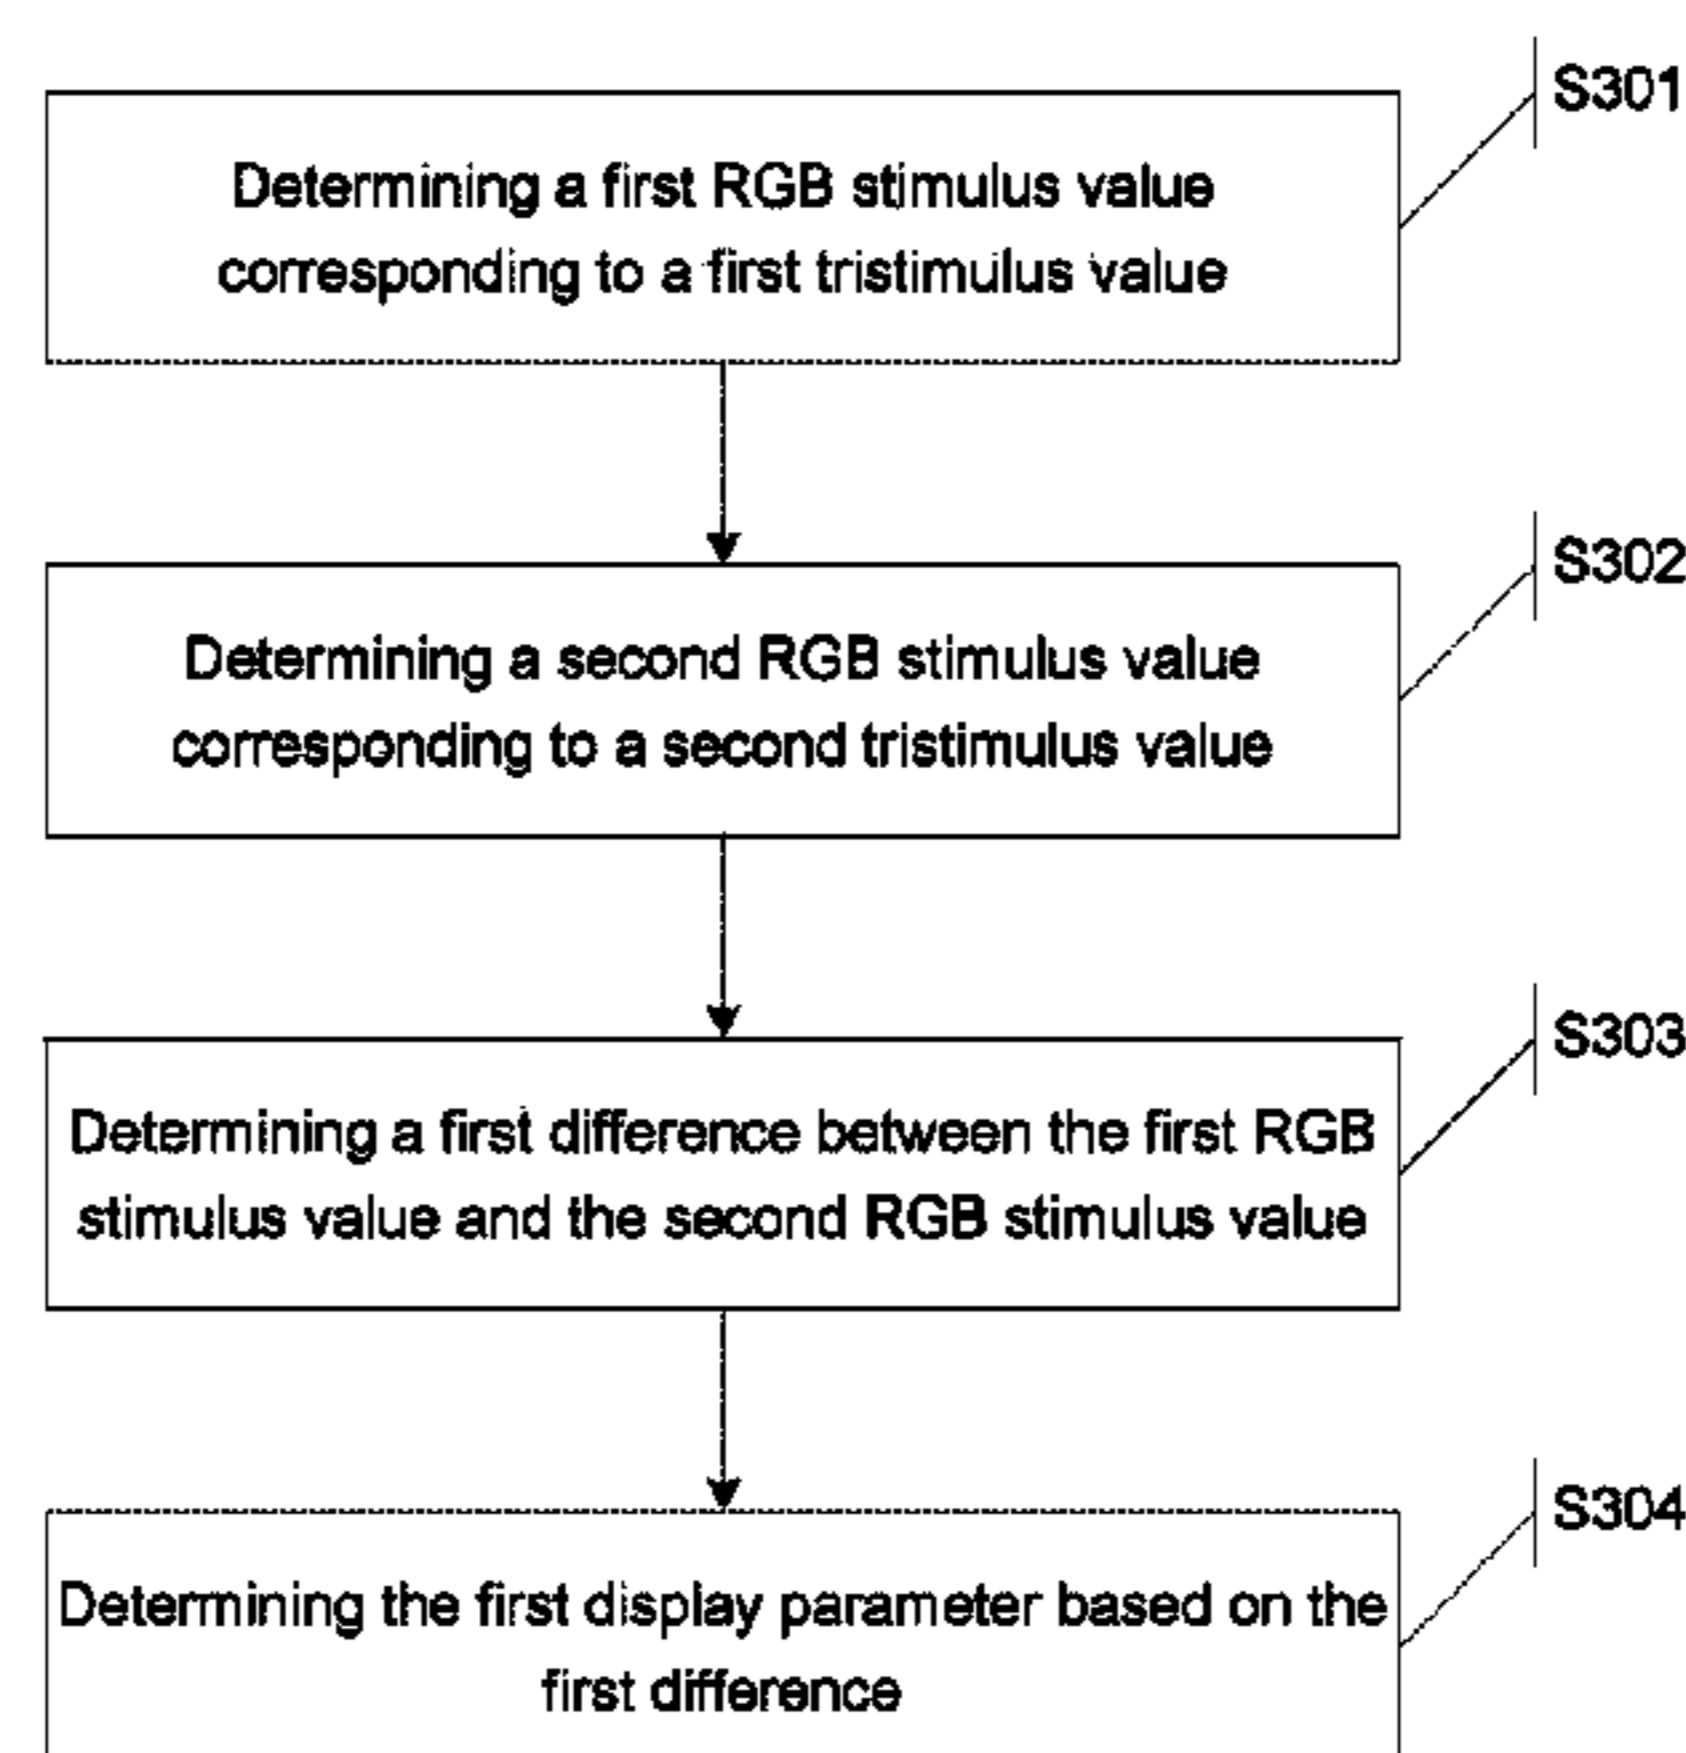 S301
Determining a first RGB stimulus value
corresponding to a first tristimulus value
S302
Determining a second RGB stimulus value
corresponding to a second tristimulus value
S303
Determining a first difference between the first RGB
stimulus value and the second RGB stimulus value
S304
Determining the first display parameter based on the
first difference